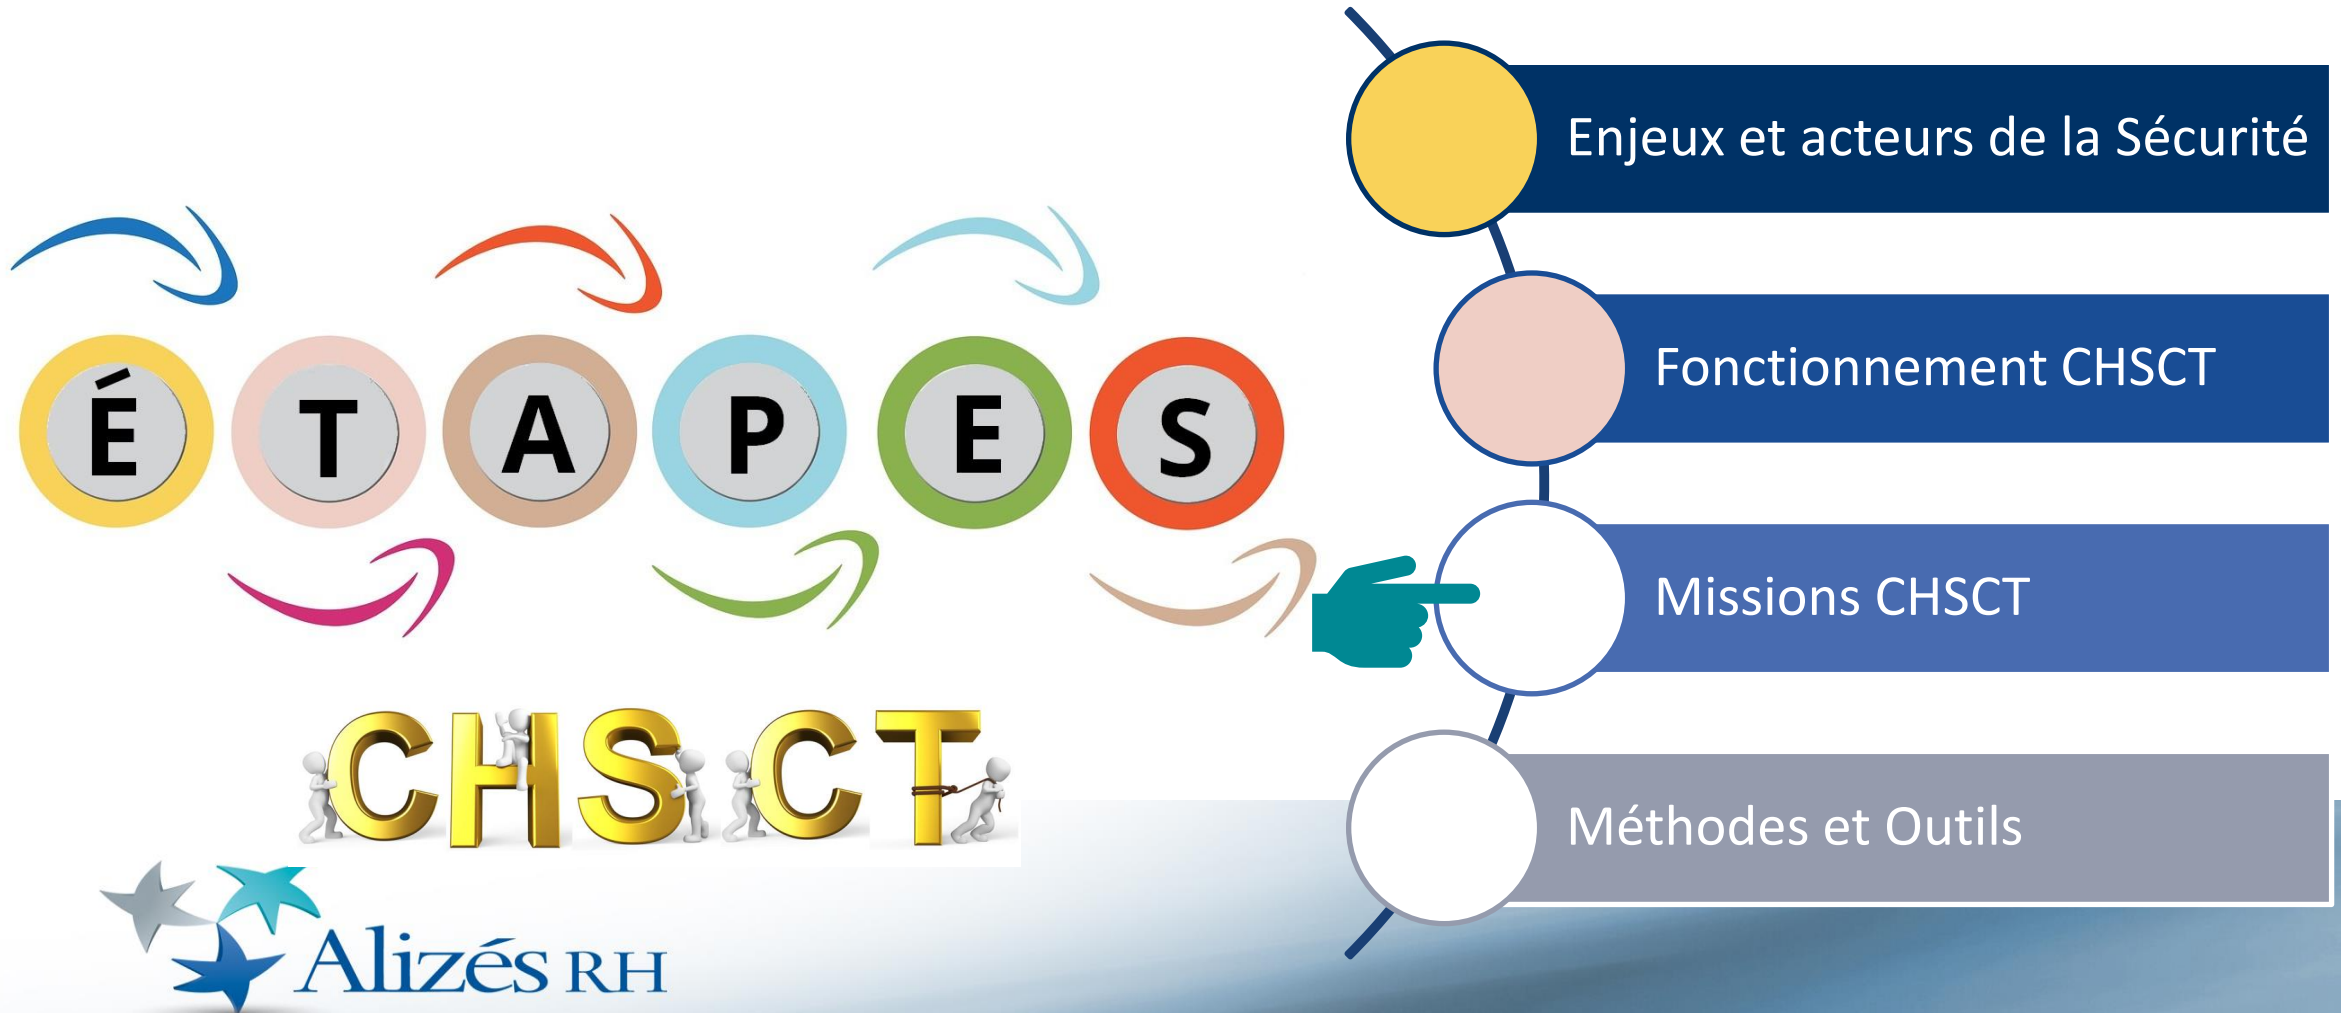 ÉTAPES
CHSCT
Alizés RH
Enjeux et acteurs de la Sécurité
Fonctionnement CHSCT
Missions CHSCT
Méthodes et Outils